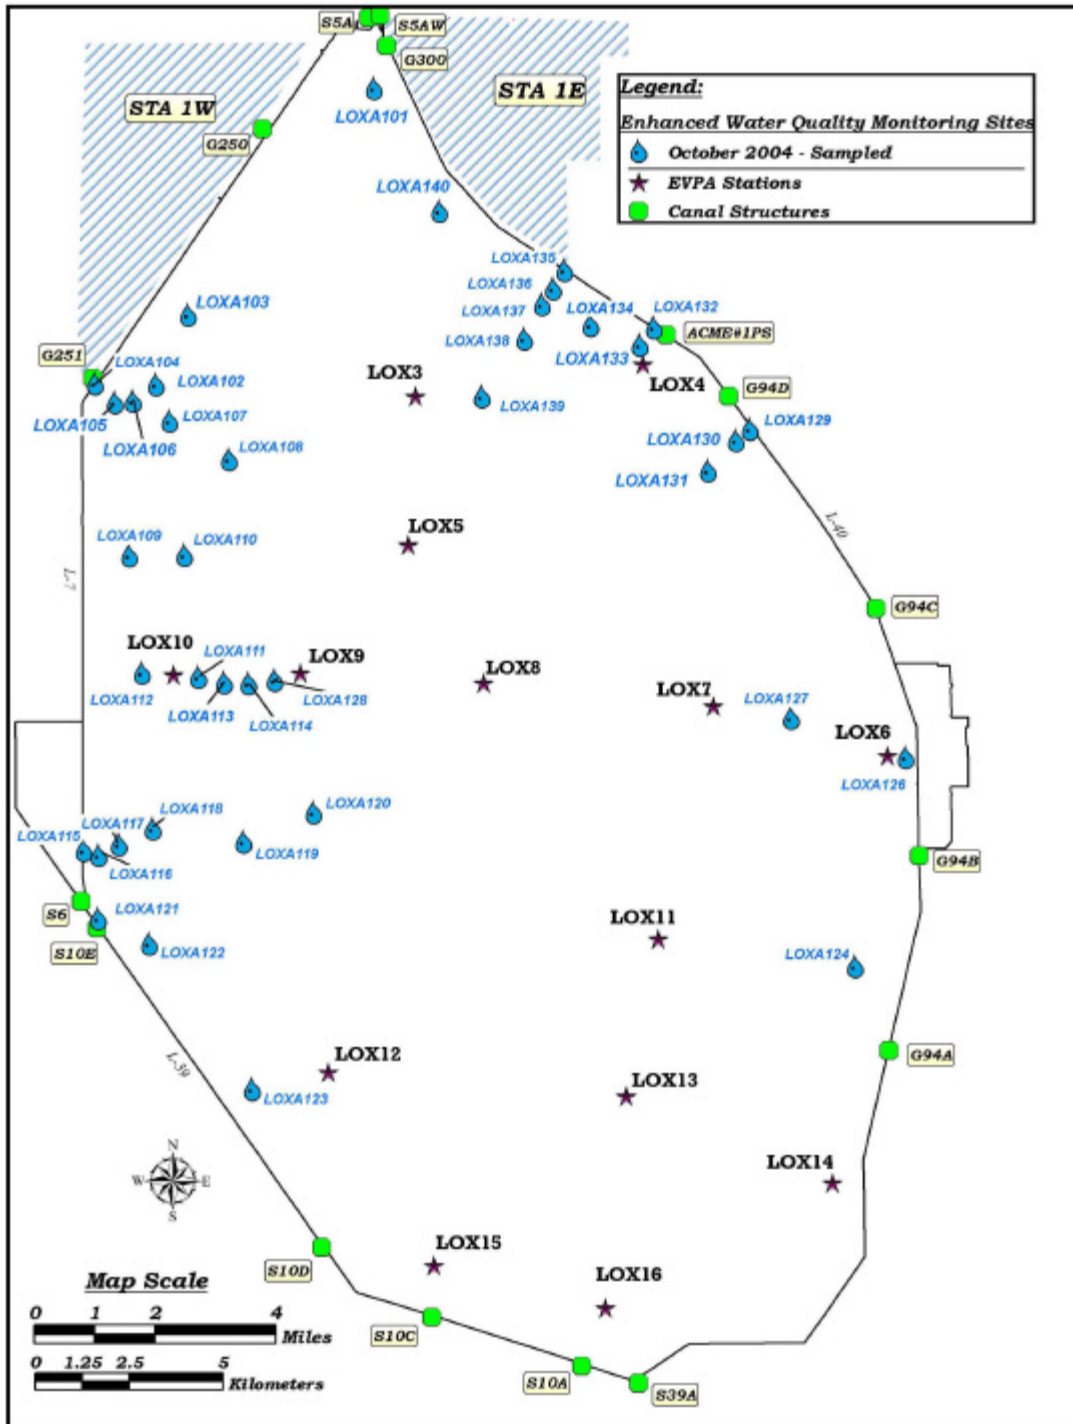 S5A
S5AW
G300
STA 1W
STA 1E
LOXA101
G250
Legend:
Enhanced Water Quality Monitoring Sites
October 2004 - Sampled
EVPA Stations
Canal Structures
LOXA140
LOXA135
LOXA136
LOXA103
LOXA137
LOXA134
LOXA132
ACME#1PS
LOXA138
LOXA133
G251
LOXA104
LOX3
LOX4
LOXA102
G94D
LOXA139
LOXA105
LOXA107
LOXA129
LOXA106
LOXA130
LOXA108
LOXA131
LOX5
L-40
LOXA109
LOXA110
L-7
G94C
LOX10
LOXA111
LOX9
LOX8
LOX7
LOXA112
LOXA113
LOXA128
LOXA114
LOXA127
LOX6
LOXA126
LOXA120
LOXA118
LOXA117
LOXA115
LOXA119
LOXA116
G94B
S6
LOXA121
LOX11
S10E
LOXA122
LOXA124
G94A
LOX12
L-39
LOX13
LOXA123
N
W
E
S
LOX14
LOX15
S10D
LOX16
Map Scale
0 1 2 4
Miles
S10C
0 1.25 2.5 5
Kilometers
S10A
S39A